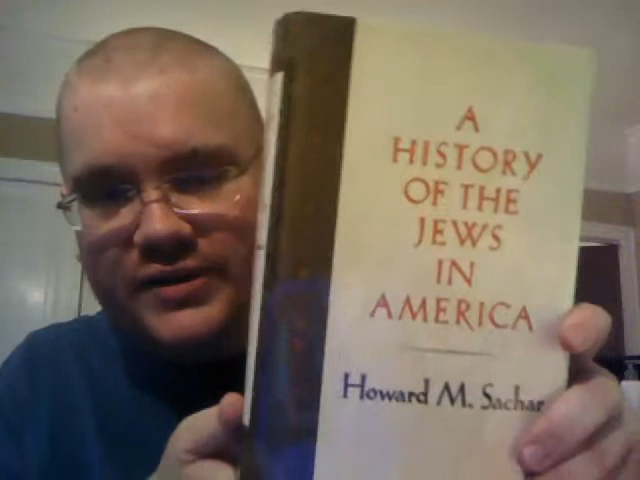 A
HISTORY
OF THE
JEWS
IN
AMERICA
Howard M. Sachar